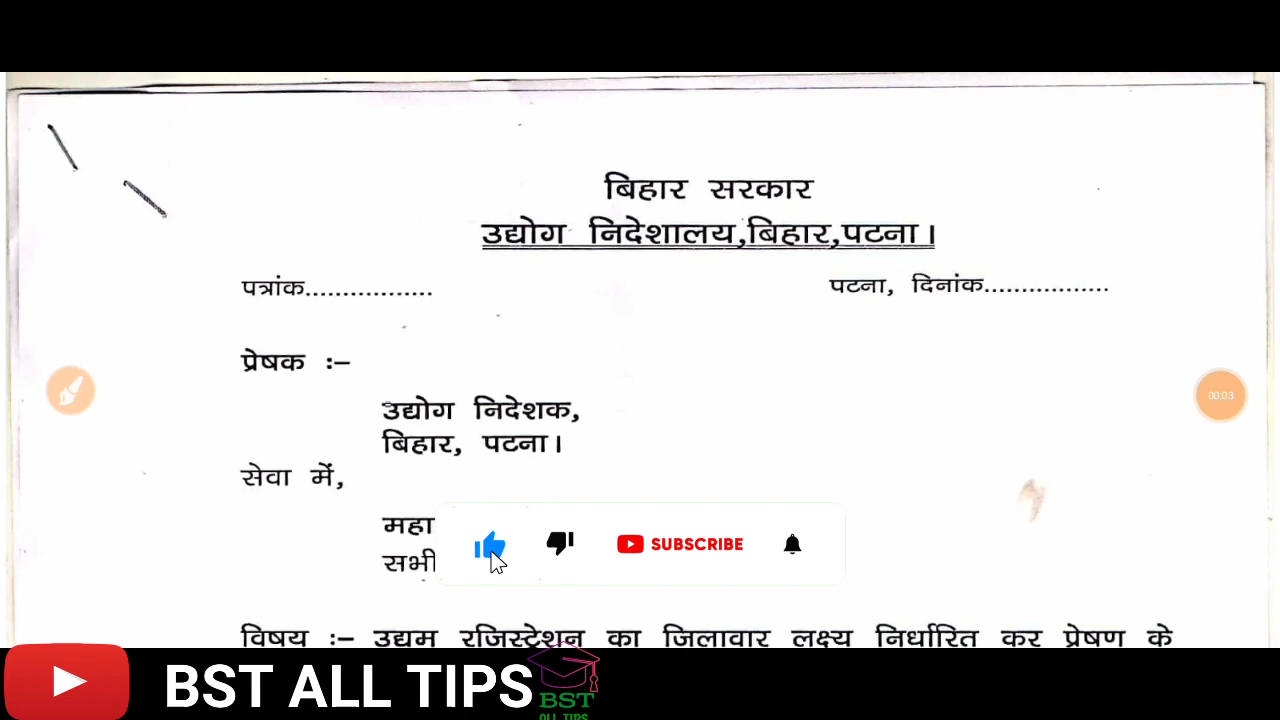 बिहार सरकार
उद्योग निदेशालय,बिहार,पटना।
पत्रांक................. पटना, दिनांक.................
प्रेषक :–
उद्योग निदेशक,
बिहार, पटना।
सेवा में,
SUBSCRIBE
सभी
विषय :– उद्यम रजिस्ट्रेशन का जिलावार लक्ष्य निर्धारित कर प्रेषण के
00:03
BST ALL TIPS
BST
ALL TIPS